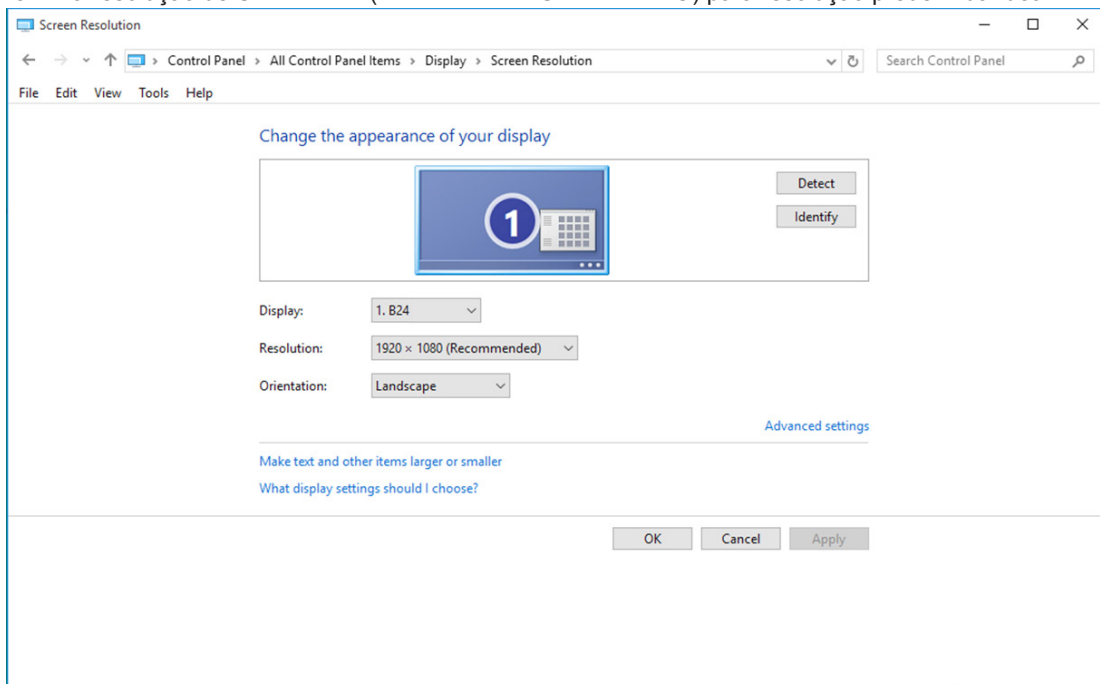 Screen Resolution
Control Panel > All Control Panel Items > Display > Screen Resolution
Search Control Panel
File Edit View Tools Help
Change the appearance of your display
1
Detect
Identify
Display: 1. B24
Resolution: 1920 × 1080 (Recommended)
Orientation: Landscape
Advanced settings
Make text and other items larger or smaller
What display settings should I choose?
OK Cancel Apply